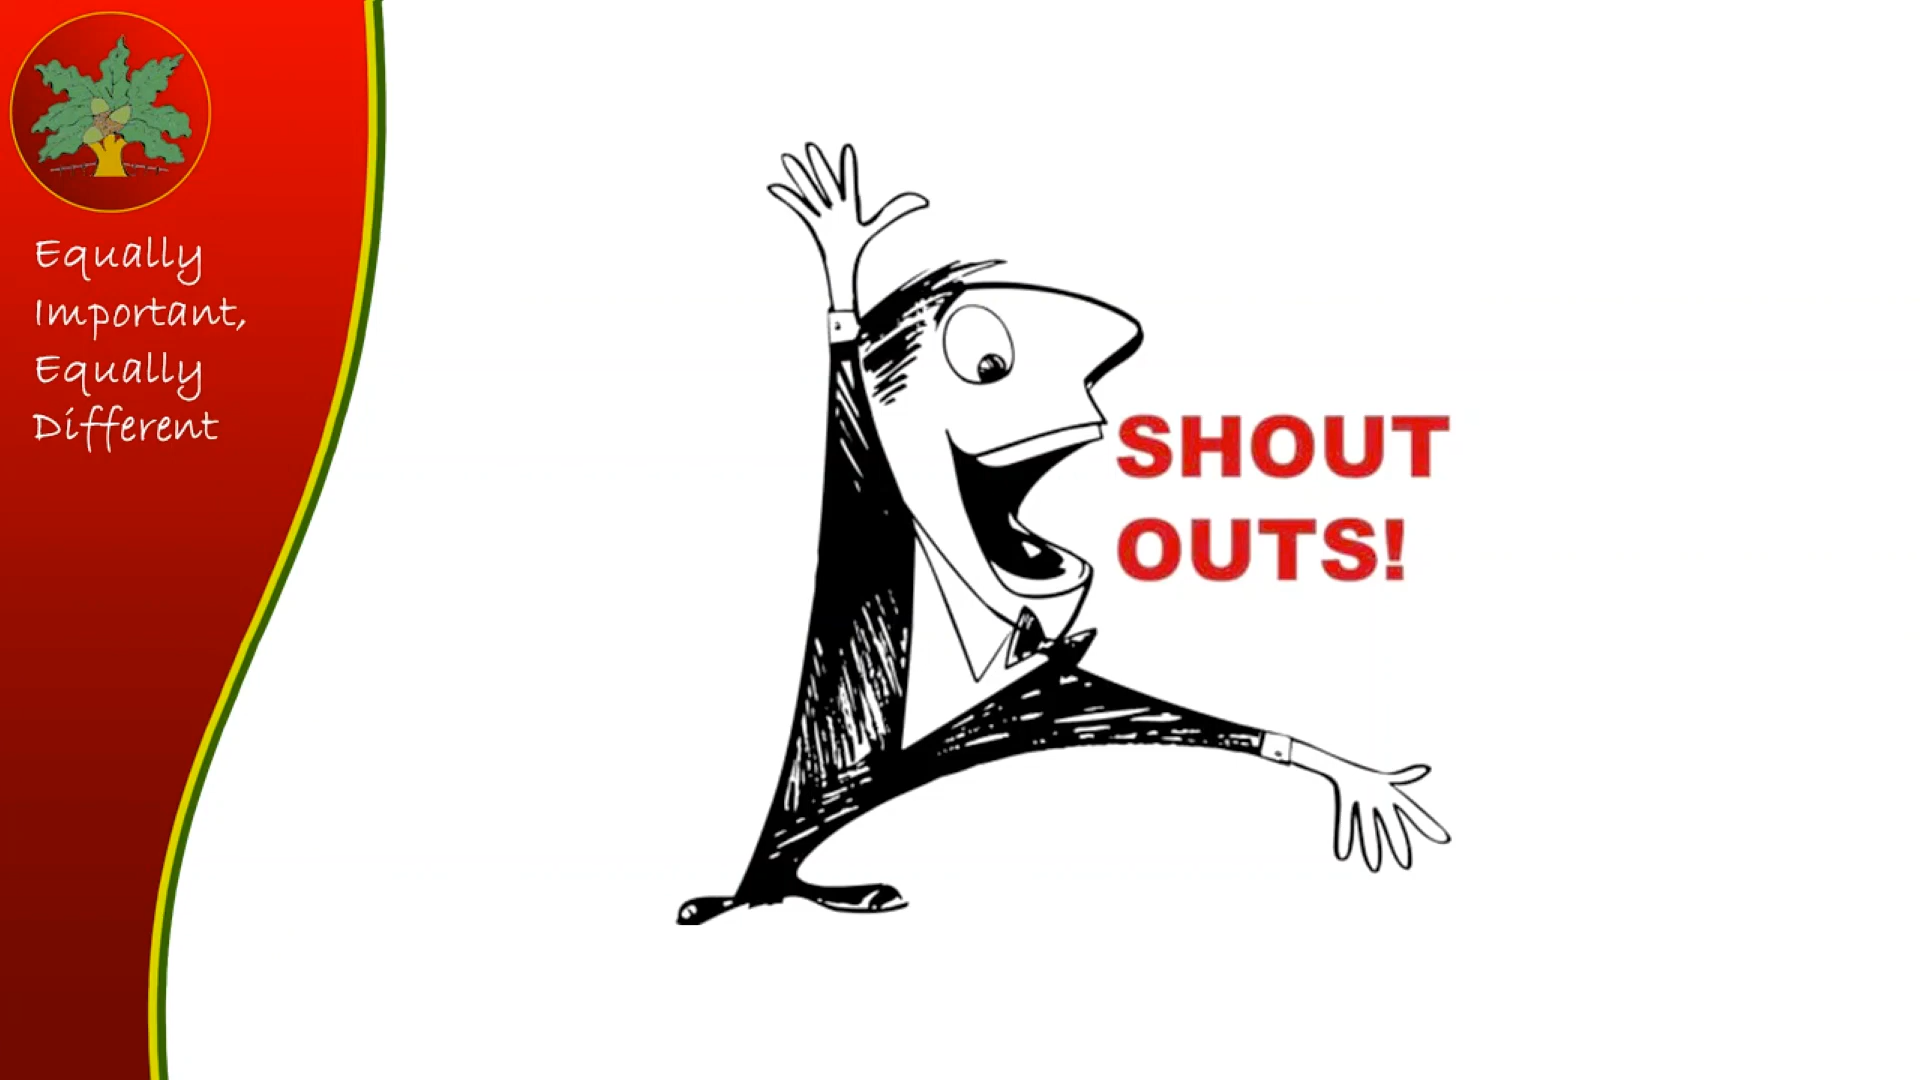 Equally
Important,
Equally
Different
SHOUT
OUTS!